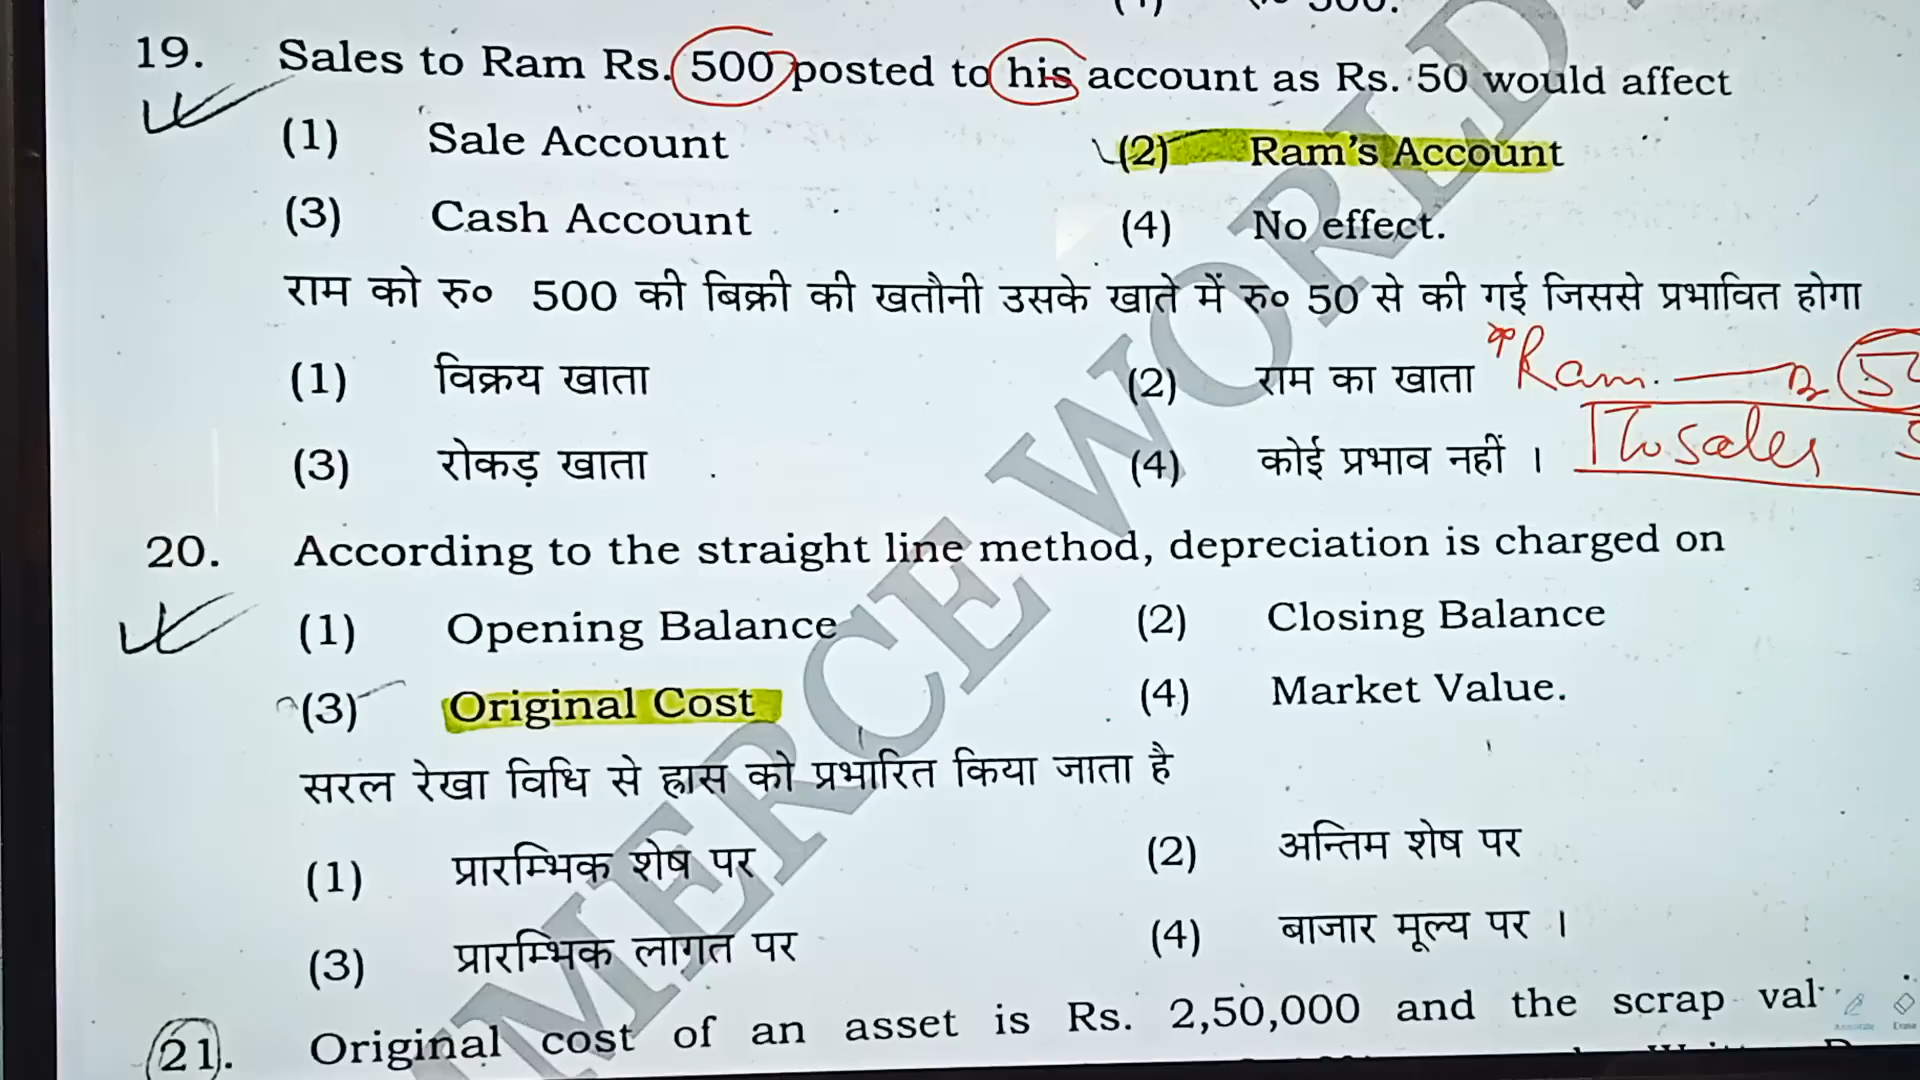 19. Sales to Ram Rs. 500 posted to his account as Rs. 50 would affect
(1) Sale Account (2) Ram's Account
(3) Cash Account (4) No effect.
राम को रु० 500 की बिक्री की खतौनी उसके खाते में रु० 50 से की गई जिससे प्रभावित होगा
(1) विक्रय खाता (2) राम का खाता
Ram.
(3) रोकड़ खाता (4) कोई प्रभाव नहीं ।
To Sales
20. According to the straight line method, depreciation is charged on
(1) Opening Balance (2) Closing Balance
(3) Original Cost (4) Market Value.
सरल रेखा विधि से ह्रास को प्रभारित किया जाता है
(1) प्रारम्भिक शेष पर (2) अन्तिम शेष पर
(3) प्रारम्भिक लागत पर (4) बाजार मूल्य पर ।
21. Original cost of an asset is Rs. 2,50,000 and the scrap
MMERCE WORLD